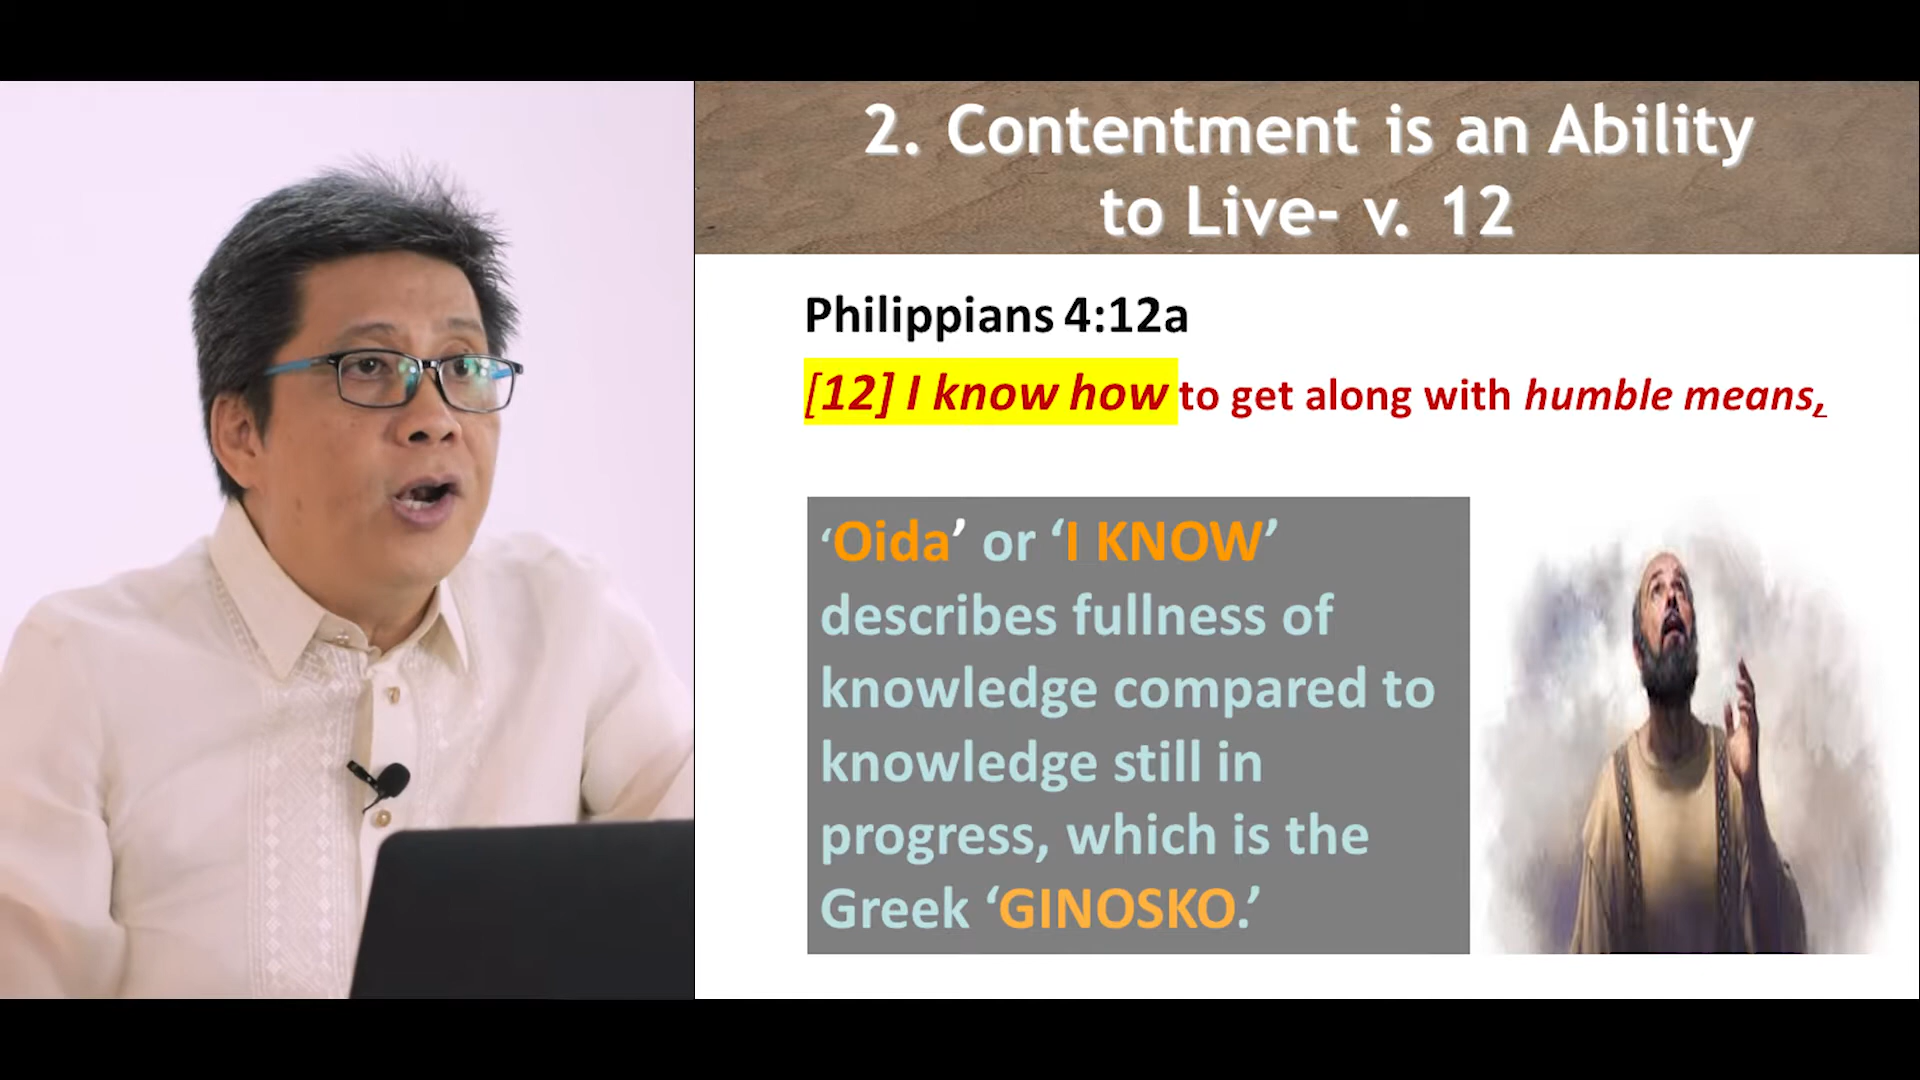 2. Contentment is an Ability
to Live- v. 12
Philippians 4:12a
[12] I know how to get along with humble means,
‘Oida’ or ‘I KNOW’
describes fullness of
knowledge compared to
knowledge still in
progress, which is the
Greek ‘GINOSKO.’